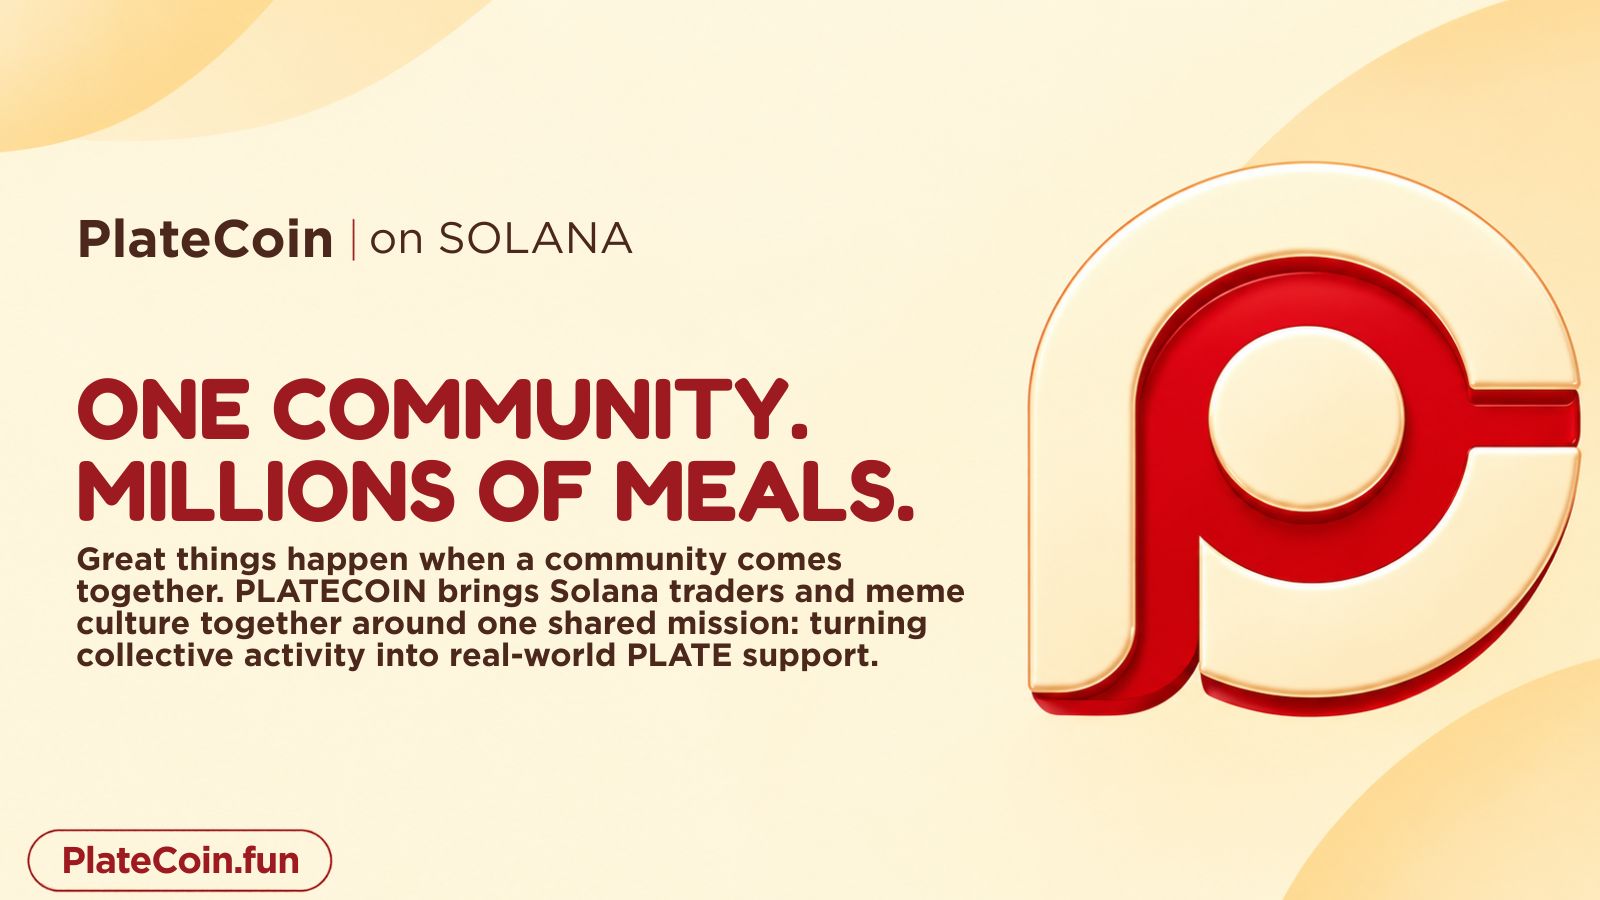 PlateCoin | on SOLANA
ONE COMMUNITY.
MILLIONS OF MEALS.
Great things happen when a community comes
together. PLATECOIN brings Solana traders and meme
culture together around one shared mission: turning
collective activity into real-world PLATE support.
PlateCoin.fun